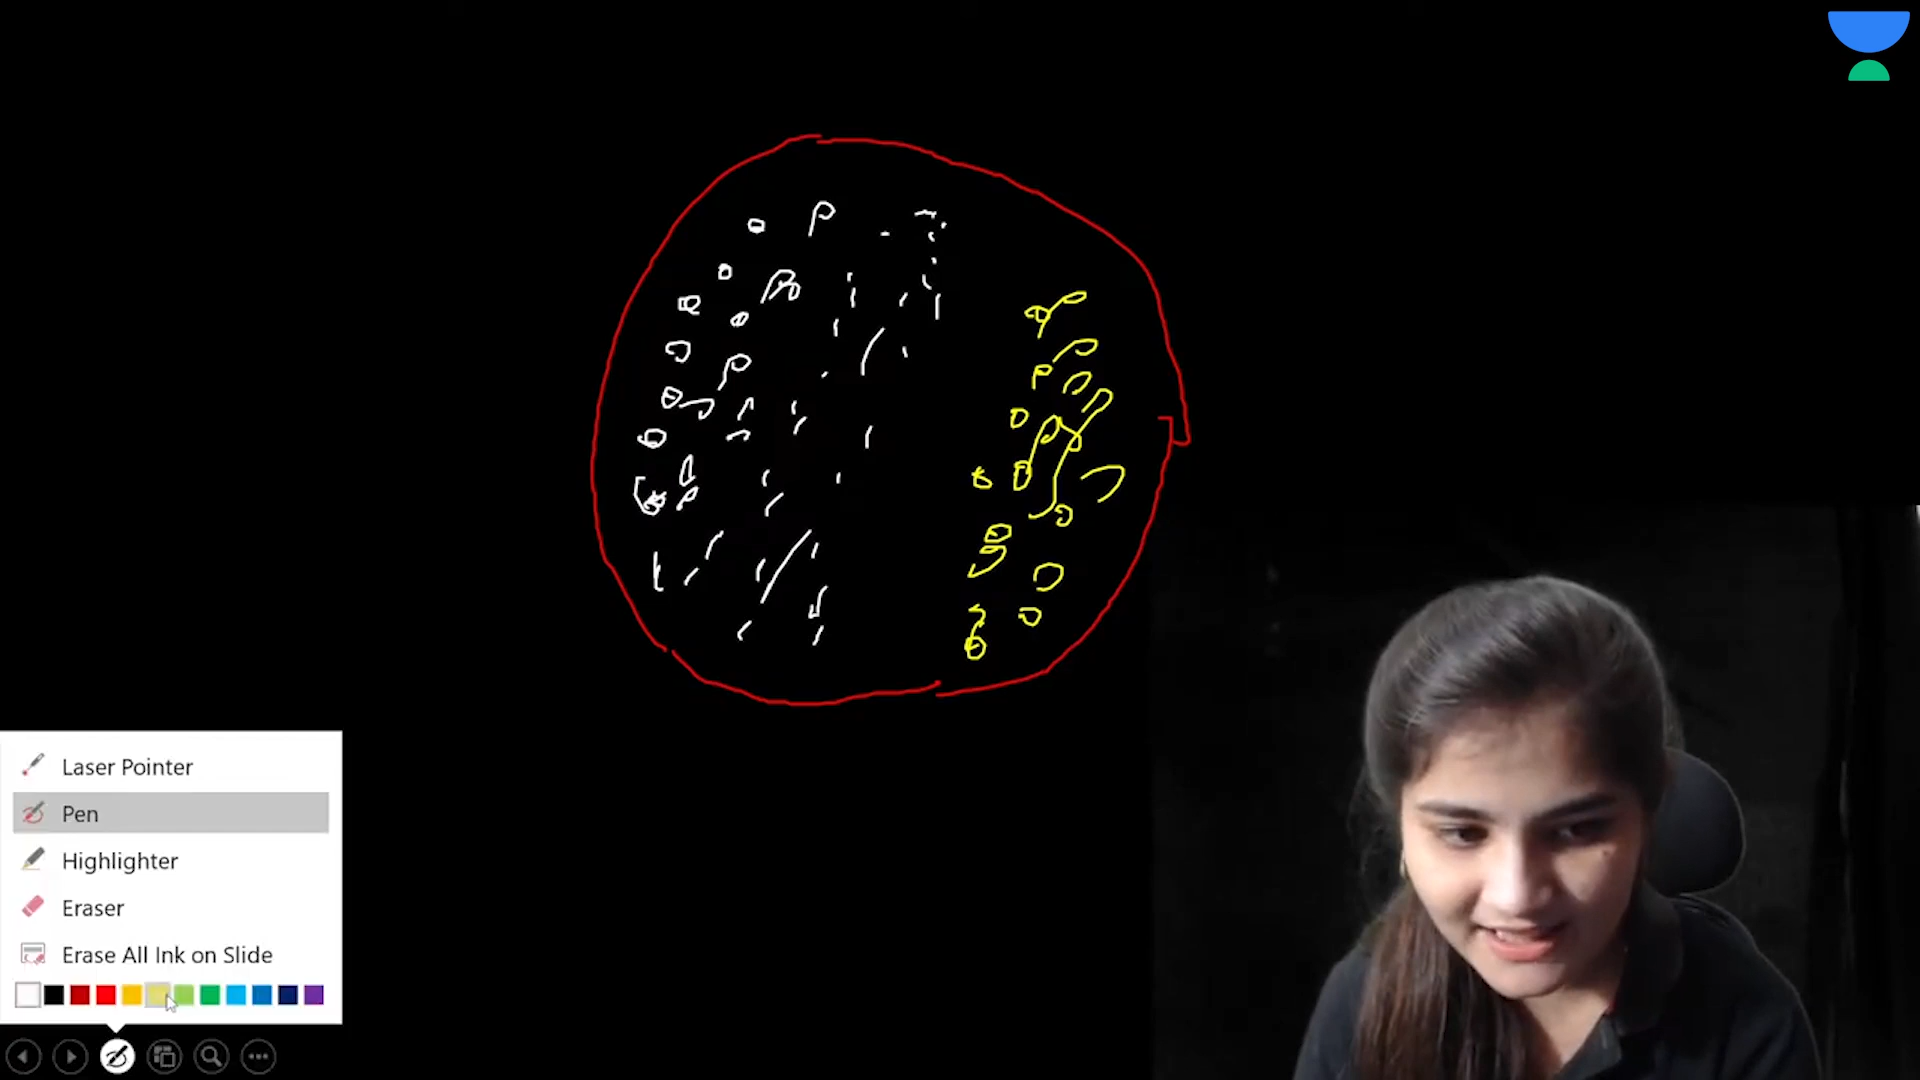 Laser Pointer
Pen
Highlighter
Eraser
Erase All Ink on Slide